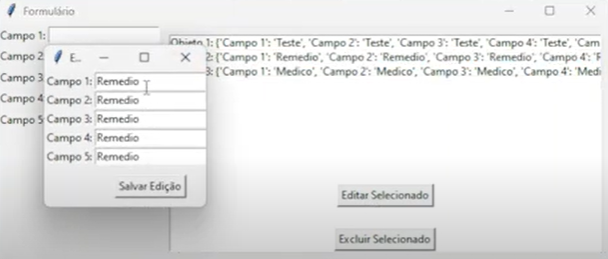 Formulário
Campo 1:
Campo 2
Campo 3
Campo 4
Campo 5
Objeto 1: {'Campo 1': 'Teste', 'Campo 2': 'Teste', 'Campo 3': 'Teste', 'Campo 4': 'Teste', 'Cam
2: {'Campo 1': 'Remedio', 'Campo 2': 'Remedio', 'Campo 3': 'Remedio', 'Campo 4': 'R
3: {'Campo 1': 'Medico', 'Campo 2': 'Medico', 'Campo 3': 'Medico', 'Campo 4': 'Medi
E...
Campo 1: Remedio
Campo 2: Remedio
Campo 3: Remedio
Campo 4: Remedio
Campo 5: Remedio
Salvar Edição
Editar Selecionado
Excluir Selecionado